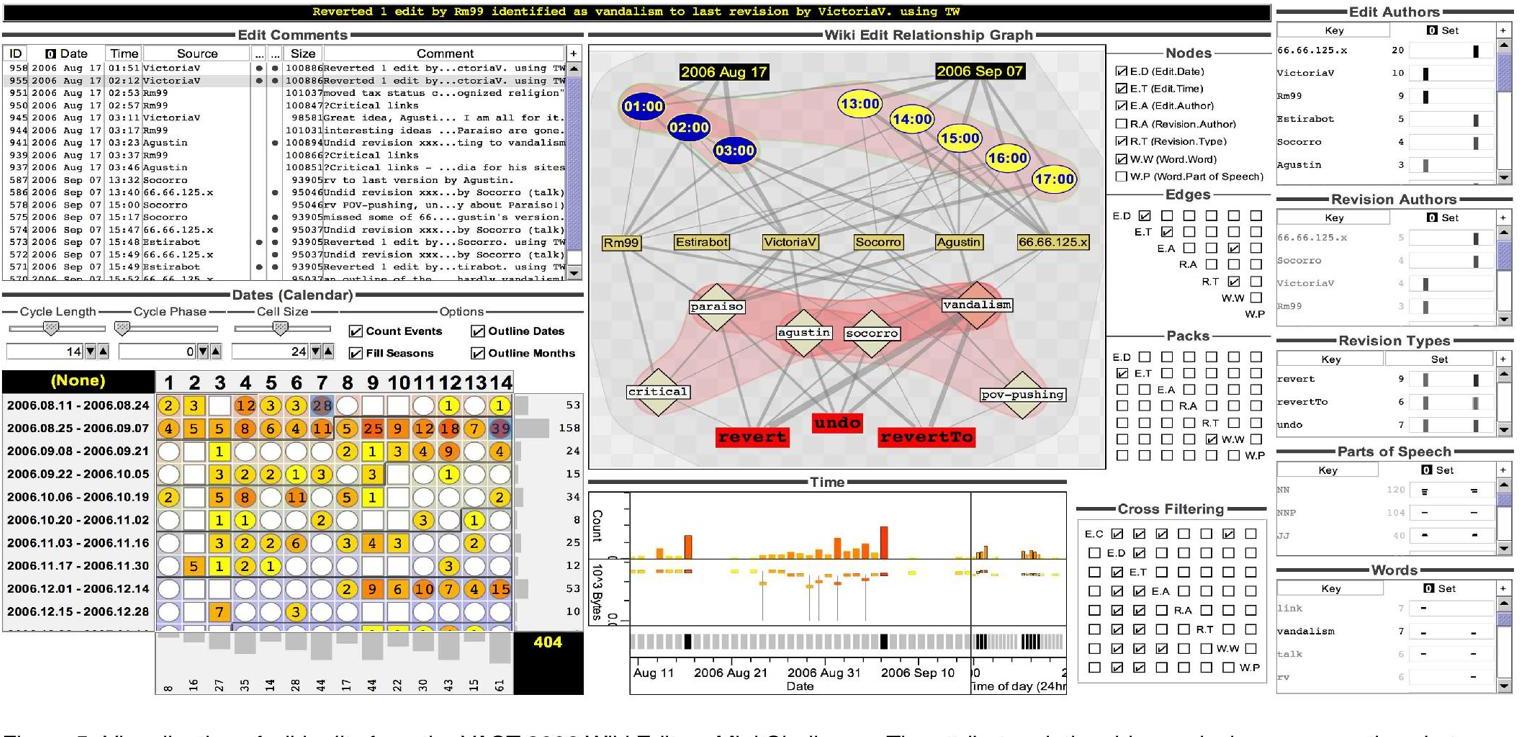 Reverted 1 edit by Rm99 identified as vandalism to last revision by VictoriaV. using TW
Edit Comments
ID 0 Date Time Source ... ... Size Comment +
958 2006 Aug 17 01:51 VictoriaV 100886 Reverted 1 edit by...ctoriaV. using TW
955 2006 Aug 17 02:12 VictoriaV 100886 Reverted 1 edit by...ctoriaV. using TW
951 2006 Aug 17 02:53 Rm99 101037 moved tax status c...ognized religion"
950 2006 Aug 17 02:57 Rm99 100847 ?Critical links
945 2006 Aug 17 03:11 VictoriaV 98581 Great idea, Agusti... I am all for it.
944 2006 Aug 17 03:17 Rm99 101031 interesting ideas ...Paraiso are gone.
941 2006 Aug 17 03:23 Agustin 100894 Undid revision xxx...ting to vandalism
939 2006 Aug 17 03:37 Rm99 100866 ?Critical links
937 2006 Aug 17 03:46 Agustin 100851 ?Critical links - ...dia for his sites
587 2006 Sep 07 13:32 Socorro 93905 rv to last version by Agustin.
586 2006 Sep 07 13:40 66.66.125.x 95046 Undid revision xxx...by Socorro (talk)
578 2006 Sep 07 15:00 Socorro 95046 rv POV-pushing, un...y about Paraiso!)
575 2006 Sep 07 15:17 Socorro 93905 missed some of 66....gustin's version.
574 2006 Sep 07 15:47 66.66.125.x 95037 Undid revision xxx...by Socorro (talk)
573 2006 Sep 07 15:48 Estirabot 93905 Reverted 1 edit by...Socorro. using TW
572 2006 Sep 07 15:49 66.66.125.x 95037 Undid revision xxx...by Socorro (talk)
571 2006 Sep 07 15:49 Estirabot 93905 Reverted 1 edit by...tirabot. using TW
570 2006 Sep 07 15:52 66.66.125.x 95037 an outline of the ... hardly vandalism!
Dates (Calendar)
Cycle Length Cycle Phase Cell Size Options
Count Events Outline Dates
14 0 24 Fill Seasons Outline Months
(None) 1 2 3 4 5 6 7 8 9 10 11 12 13 14
2006.08.11 - 2006.08.24 2 3 12 3 3 28 1 1 53
2006.08.25 - 2006.09.07 4 5 5 8 6 4 11 5 25 9 12 18 7 39 158
2006.09.08 - 2006.09.21 1 2 1 3 4 9 4 24
2006.09.22 - 2006.10.05 3 2 2 1 3 3 1 15
2006.10.06 - 2006.10.19 2 5 8 11 5 1 2 34
2006.10.20 - 2006.11.02 1 1 2 3 1 8
2006.11.03 - 2006.11.16 3 2 2 6 3 4 3 2 25
2006.11.17 - 2006.11.30 5 1 2 1 3 12
2006.12.01 - 2006.12.14 2 9 6 10 7 4 15 53
2006.12.15 - 2006.12.28 7 3 10
404
8 16 27 35 14 28 44 17 44 22 30 43 15 61
Wiki Edit Relationship Graph
2006 Aug 17 2006 Sep 07
01:00 02:00 03:00 13:00 14:00 15:00 16:00 17:00
Rm99 Estirabot VictoriaV Socorro Agustin 66.66.125.x
paraiso agustin socorro vandalism
critical pov-pushing
revert undo revertTo
Nodes
E.D (Edit.Date)
E.T (Edit.Time)
E.A (Edit.Author)
R.A (Revision.Author)
R.T (Revision.Type)
W.W (Word.Word)
W.P (Word.Part of Speech)
Edges
E.D
E.T
E.A
R.A
R.T
W.W
W.P
Packs
E.D
E.T
E.A
R.A
R.T
W.W
W.P
Time
Count
10^3 Bytes
Aug 11 2006 Aug 21 2006 Aug 31 2006 Sep 10
Date
Time of day (24hr
Cross Filtering
E.C
E.D
E.T
E.A
R.A
R.T
W.W
W.P
Edit Authors
Key 0 Set +
66.66.125.x 20
VictoriaV 10
Rm99 9
Estirabot 5
Socorro 4
Agustin 3
Revision Authors
Key 0 Set +
66.66.125.x 5
Socorro 4
VictoriaV 4
Rm99 3
Revision Types
Key Set
revert 9
revertTo 6
undo 7
Parts of Speech
Key 0 Set +
NN 120
NNP 104
JJ 40
Words
Key 0 Set +
link 7
vandalism 7
talk 6
rv 6